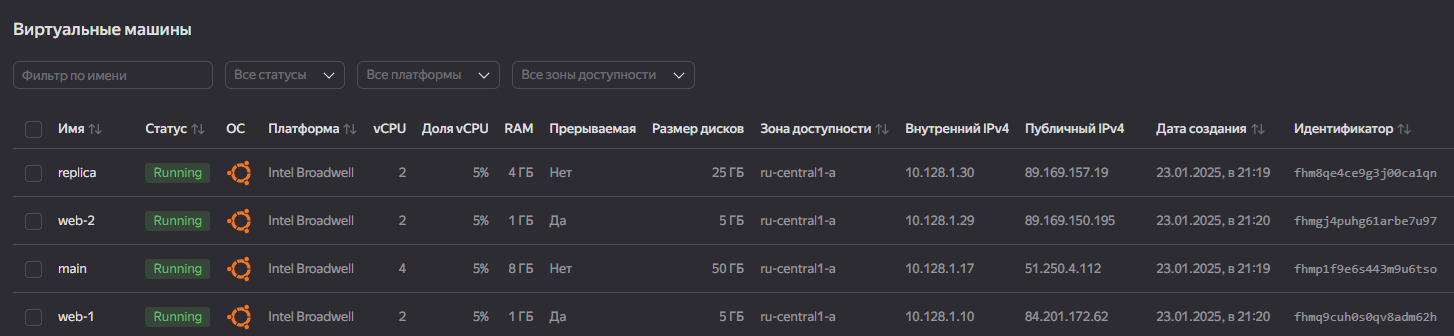 Виртуальные машины
Фильтр по имени Все статусы Все платформы Все зоны доступности
Имя Статус ОС Платформа vCPU Доля vCPU RAM Прерываемая Размер дисков Зона доступности Внутренний IPv4 Публичный IPv4 Дата создания Идентификатор
replica Running Intel Broadwell 2 5% 4 ГБ Нет 25 ГБ ru-central1-a 10.128.1.30 89.169.157.19 23.01.2025, в 21:19 fhm8qe4ce9g3j00ca1qn
web-2 Running Intel Broadwell 2 5% 1 ГБ Да 5 ГБ ru-central1-a 10.128.1.29 89.169.150.195 23.01.2025, в 21:20 fhmgj4puhg61arbe7u97
main Running Intel Broadwell 4 5% 8 ГБ Нет 50 ГБ ru-central1-a 10.128.1.17 51.250.4.112 23.01.2025, в 21:19 fhmp1f9e6s443m9u6tso
web-1 Running Intel Broadwell 2 5% 1 ГБ Да 5 ГБ ru-central1-a 10.128.1.10 84.201.172.62 23.01.2025, в 21:20 fhmq9cuh0s0qv8adm62h